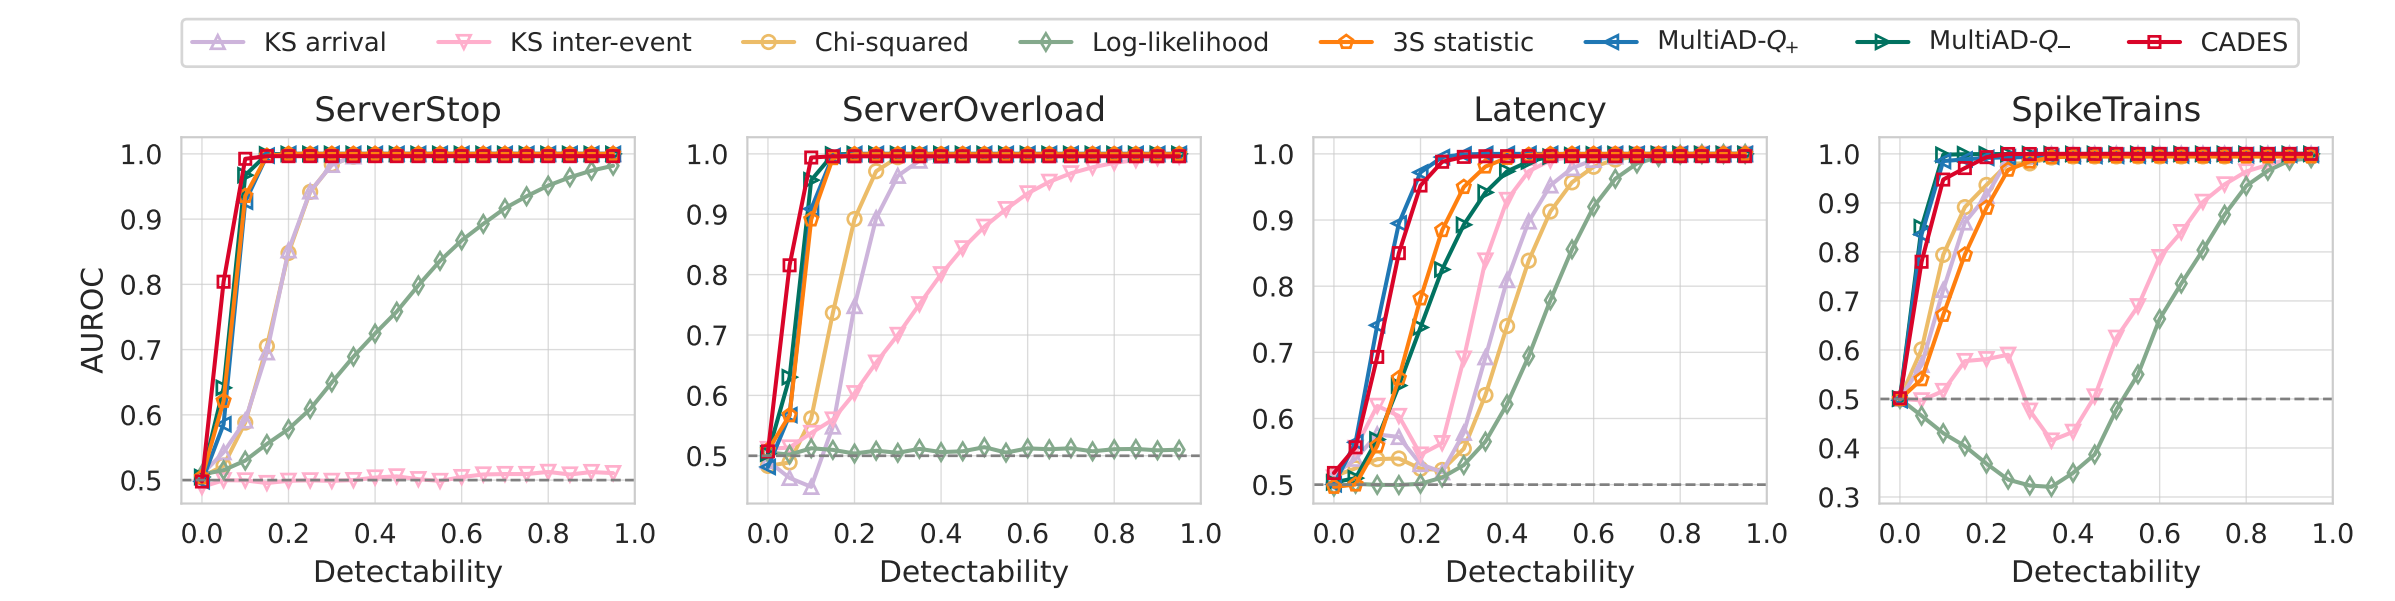 KS arrival KS inter-event Chi-squared Log-likelihood 3S statistic MultiAD-Q₊ MultiAD-Q₋ CADES
ServerStop
AUROC
1.0
0.9
0.8
0.7
0.6
0.5
0.0 0.2 0.4 0.6 0.8 1.0
Detectability
ServerOverload
1.0
0.9
0.8
0.7
0.6
0.5
0.0 0.2 0.4 0.6 0.8 1.0
Detectability
Latency
1.0
0.9
0.8
0.7
0.6
0.5
0.0 0.2 0.4 0.6 0.8 1.0
Detectability
SpikeTrains
1.0
0.9
0.8
0.7
0.6
0.5
0.4
0.3
0.0 0.2 0.4 0.6 0.8 1.0
Detectability